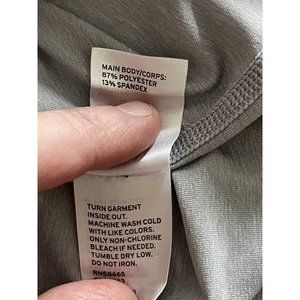 MAIN BODY/CORPS:
87% POLYESTER
13% SPANDEX
TURN GARMENT
INSIDE OUT.
MACHINE WASH COLD
WITH LIKE COLORS.
ONLY NON-CHLORINE
BLEACH IF NEEDED.
TUMBLE DRY LOW.
DO NOT IRON.
RN58665